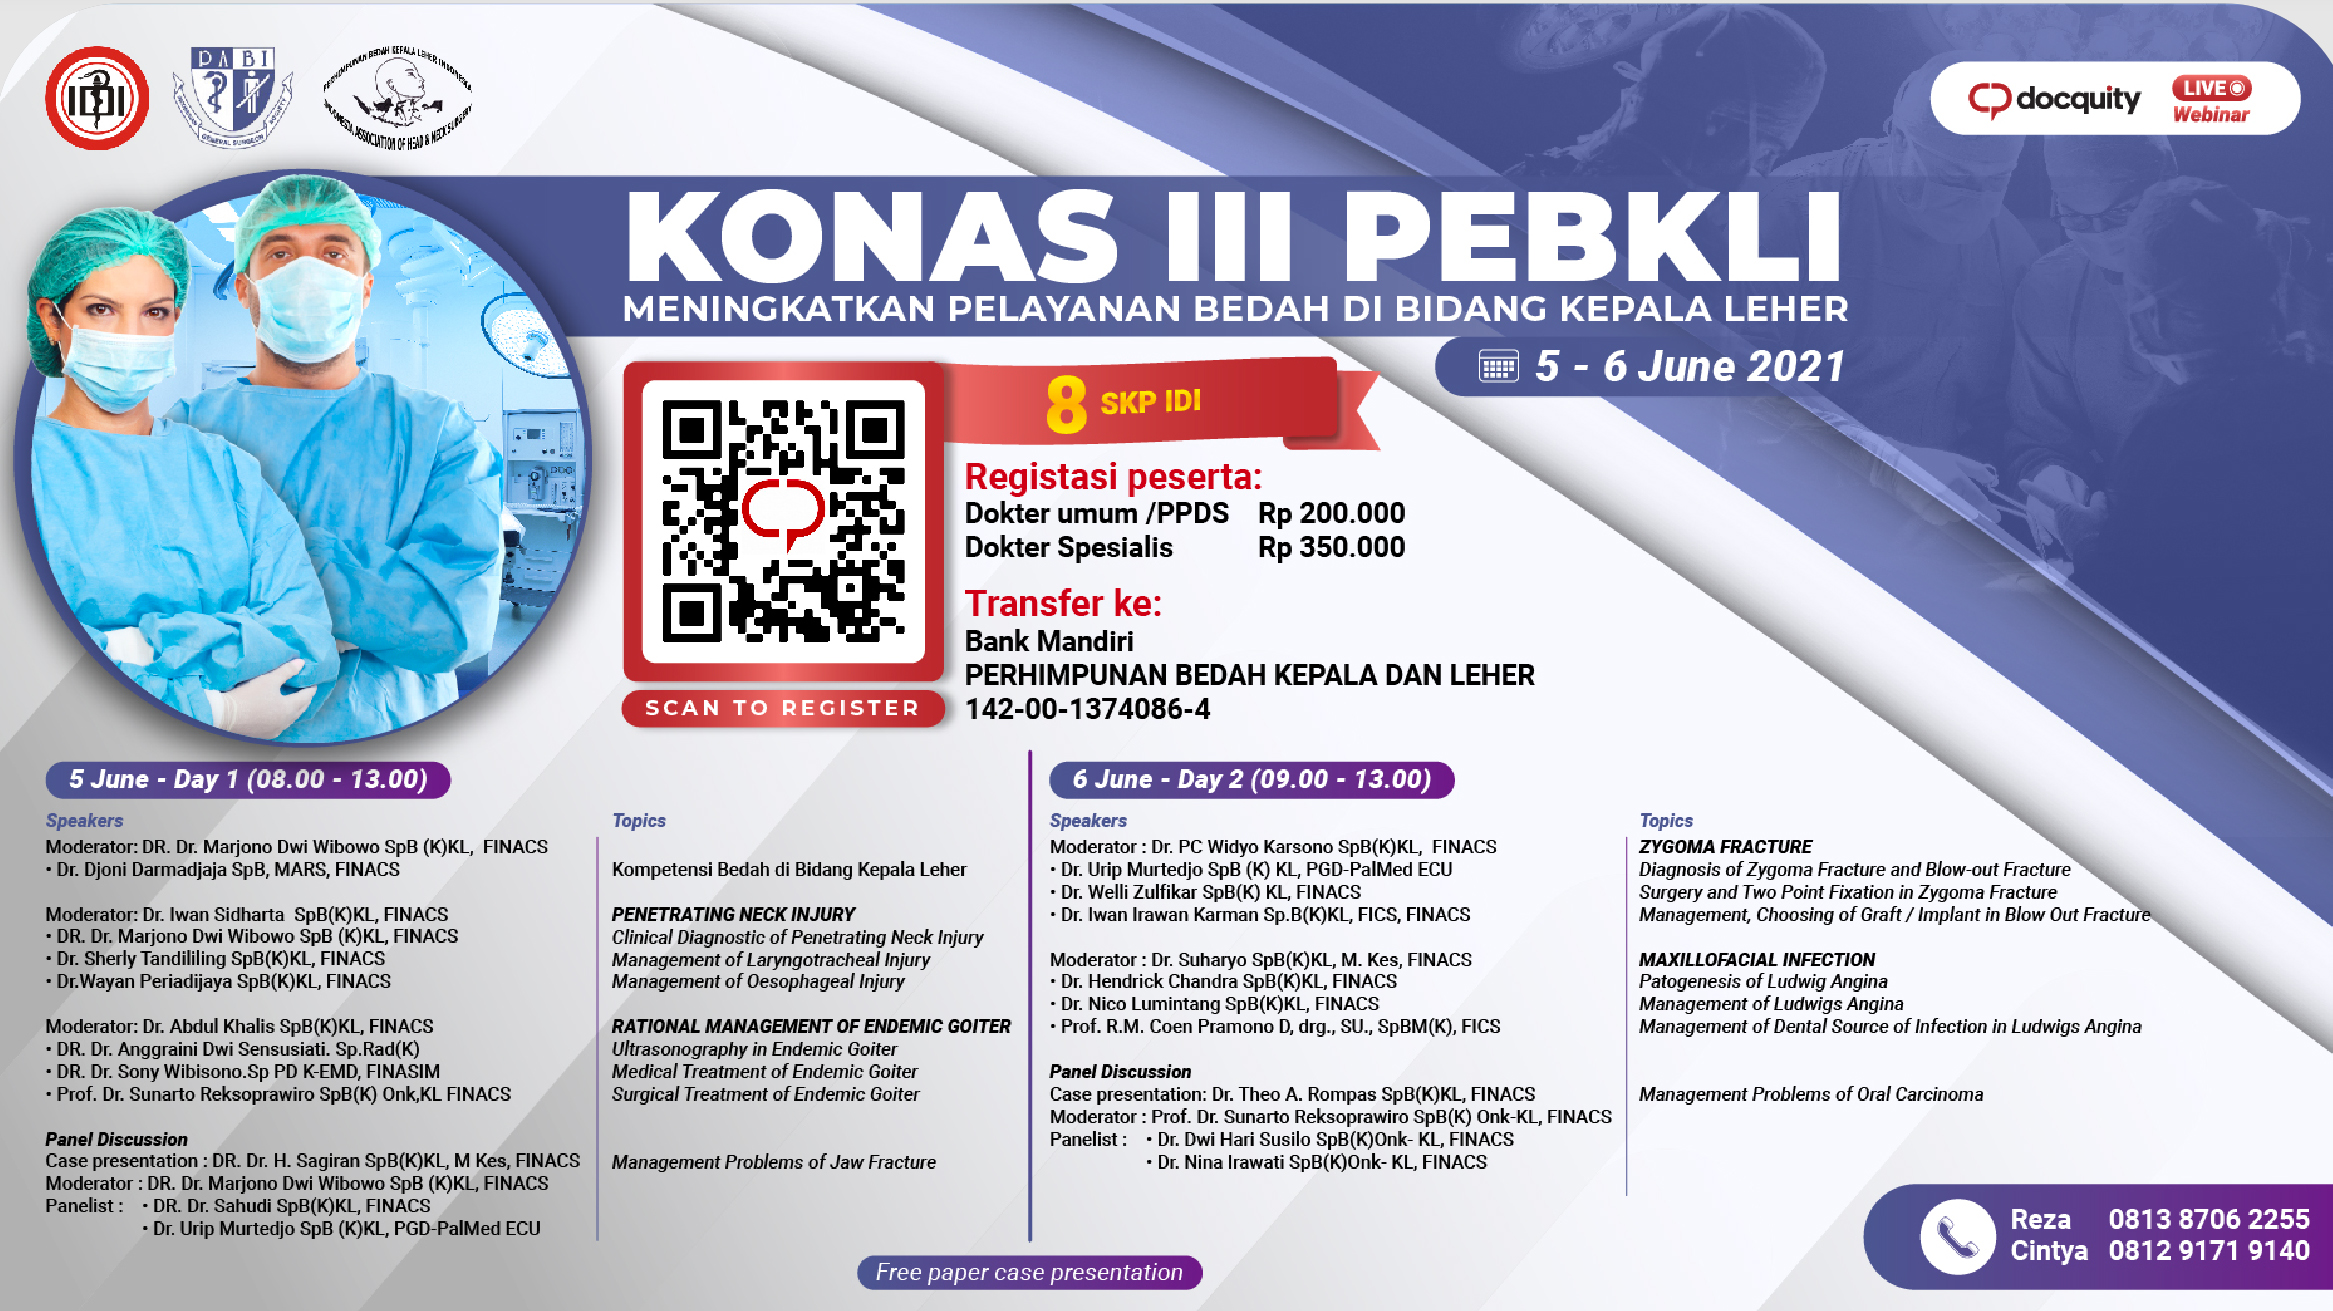 IDI
PABI
GENERAL SURGEON
PERHIMPUNAN BEDAH KEPALA LEHER INDONESIA
INDONESIA ASSOCIATION OF HEAD & NECK SURGERY
docquity
LIVE
Webinar
KONAS III PEBKLI
MENINGKATKAN PELAYANAN BEDAH DI BIDANG KEPALA LEHER
5 - 6 June 2021
8 SKP IDI
Registasi peserta:
Dokter umum /PPDS Rp 200.000
Dokter Spesialis Rp 350.000
Transfer ke:
Bank Mandiri
PERHIMPUNAN BEDAH KEPALA DAN LEHER
142-00-1374086-4
SCAN TO REGISTER
5 June - Day 1 (08.00 - 13.00)
Speakers
Moderator: DR. Dr. Marjono Dwi Wibowo SpB (K)KL, FINACS
• Dr. Djoni Darmadjaja SpB, MARS, FINACS
Moderator: Dr. Iwan Sidharta SpB(K)KL, FINACS
• DR. Dr. Marjono Dwi Wibowo SpB (K)KL, FINACS
• Dr. Sherly Tandililing SpB(K)KL, FINACS
• Dr.Wayan Periadijaya SpB(K)KL, FINACS
Moderator: Dr. Abdul Khalis SpB(K)KL, FINACS
• DR. Dr. Anggraini Dwi Sensusiati. Sp.Rad(K)
• DR. Dr. Sony Wibisono.Sp PD K-EMD, FINASIM
• Prof. Dr. Sunarto Reksoprawiro SpB(K) Onk,KL FINACS
Panel Discussion
Case presentation : DR. Dr. H. Sagiran SpB(K)KL, M Kes, FINACS
Moderator : DR. Dr. Marjono Dwi Wibowo SpB (K)KL, FINACS
Panelist : • DR. Dr. Sahudi SpB(K)KL, FINACS
• Dr. Urip Murtedjo SpB (K)KL, PGD-PalMed ECU
Topics
Kompetensi Bedah di Bidang Kepala Leher
PENETRATING NECK INJURY
Clinical Diagnostic of Penetrating Neck Injury
Management of Laryngotracheal Injury
Management of Oesophageal Injury
RATIONAL MANAGEMENT OF ENDEMIC GOITER
Ultrasonography in Endemic Goiter
Medical Treatment of Endemic Goiter
Surgical Treatment of Endemic Goiter
Management Problems of Jaw Fracture
6 June - Day 2 (09.00 - 13.00)
Speakers
Moderator : Dr. PC Widyo Karsono SpB(K)KL, FINACS
• Dr. Urip Murtedjo SpB (K) KL, PGD-PalMed ECU
• Dr. Welli Zulfikar SpB(K) KL, FINACS
• Dr. Iwan Irawan Karman Sp.B(K)KL, FICS, FINACS
Moderator : Dr. Suharyo SpB(K)KL, M. Kes, FINACS
• Dr. Hendrick Chandra SpB(K)KL, FINACS
• Dr. Nico Lumintang SpB(K)KL, FINACS
• Prof. R.M. Coen Pramono D, drg., SU., SpBM(K), FICS
Panel Discussion
Case presentation: Dr. Theo A. Rompas SpB(K)KL, FINACS
Moderator : Prof. Dr. Sunarto Reksoprawiro SpB(K) Onk-KL, FINACS
Panelist : • Dr. Dwi Hari Susilo SpB(K)Onk- KL, FINACS
• Dr. Nina Irawati SpB(K)Onk- KL, FINACS
Topics
ZYGOMA FRACTURE
Diagnosis of Zygoma Fracture and Blow-out Fracture
Surgery and Two Point Fixation in Zygoma Fracture
Management, Choosing of Graft / Implant in Blow Out Fracture
MAXILLOFACIAL INFECTION
Patogenesis of Ludwig Angina
Management of Ludwigs Angina
Management of Dental Source of Infection in Ludwigs Angina
Management Problems of Oral Carcinoma
Free paper case presentation
Reza 0813 8706 2255
Cintya 0812 9171 9140